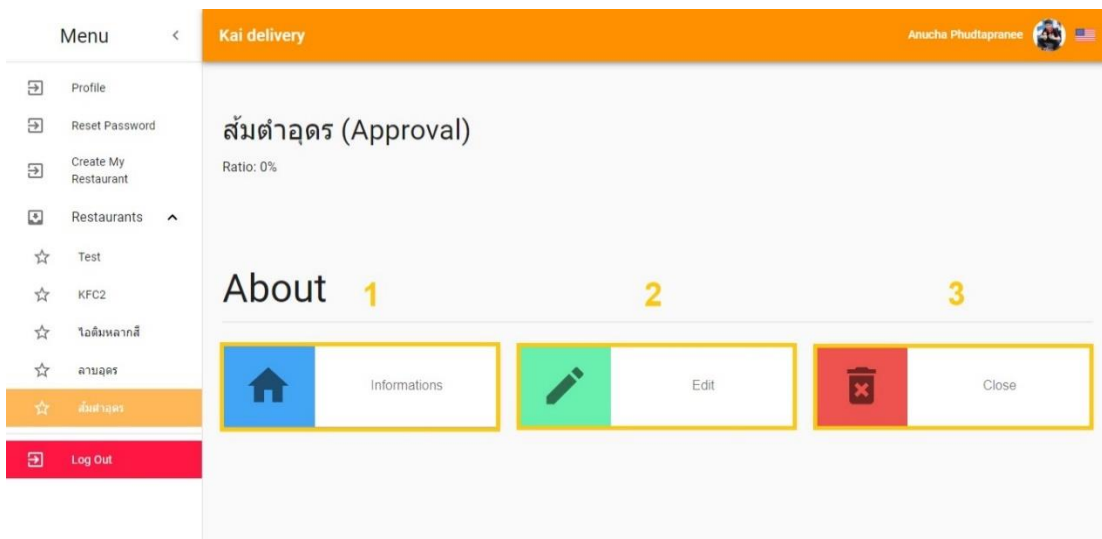 Menu
Kai delivery
Anucha Phudtapranee
Profile
Reset Password
Create My
Restaurant
Restaurants
Test
KFC2
ไอติมหลากสี
ลาบอุดร
ส้มตำอุดร
Log Out
ส้มตำอุดร (Approval)
Ratio: 0%
About
1
2
3
Informations
Edit
Close